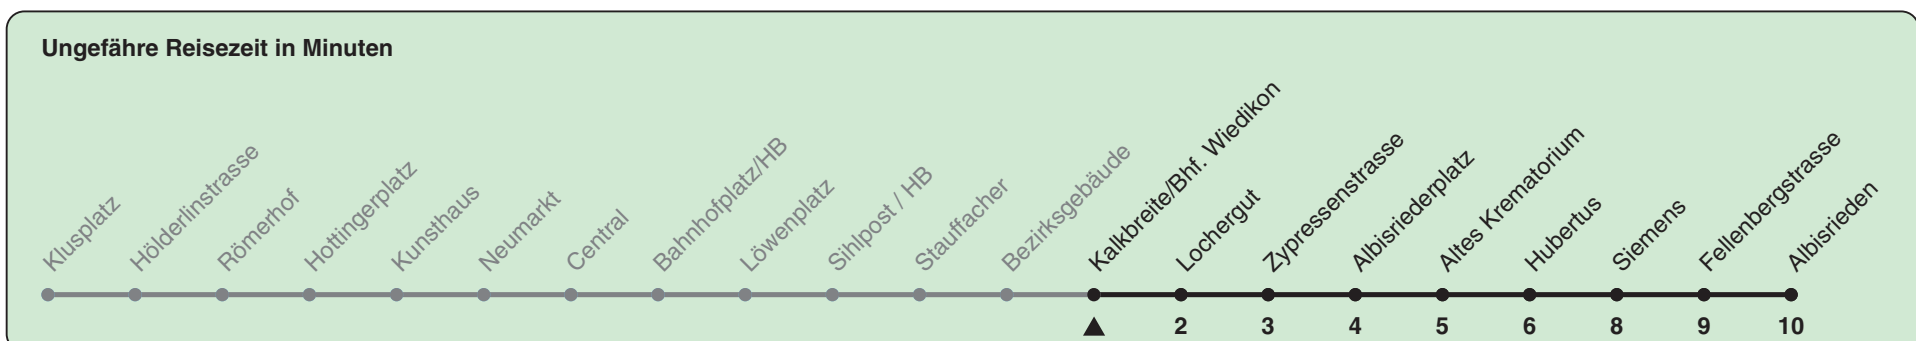 Ungefähre Reisezeit in Minuten
Klusplatz
Hölderlinstrasse
Römerhof
Hottingerplatz
Kunsthaus
Neumarkt
Central
Bahnhofplatz/HB
Löwenplatz
Sihlpost / HB
Stauffacher
Bezirksgebäude
Kalkbreite/Bhf. Wiedikon
Lochergut
Zypressenstrasse
Albisriederplatz
Altes Krematorium
Hubertus
Siemens
Fellenbergstrasse
Albisrieden
2 3 4 5 6 8 9 10